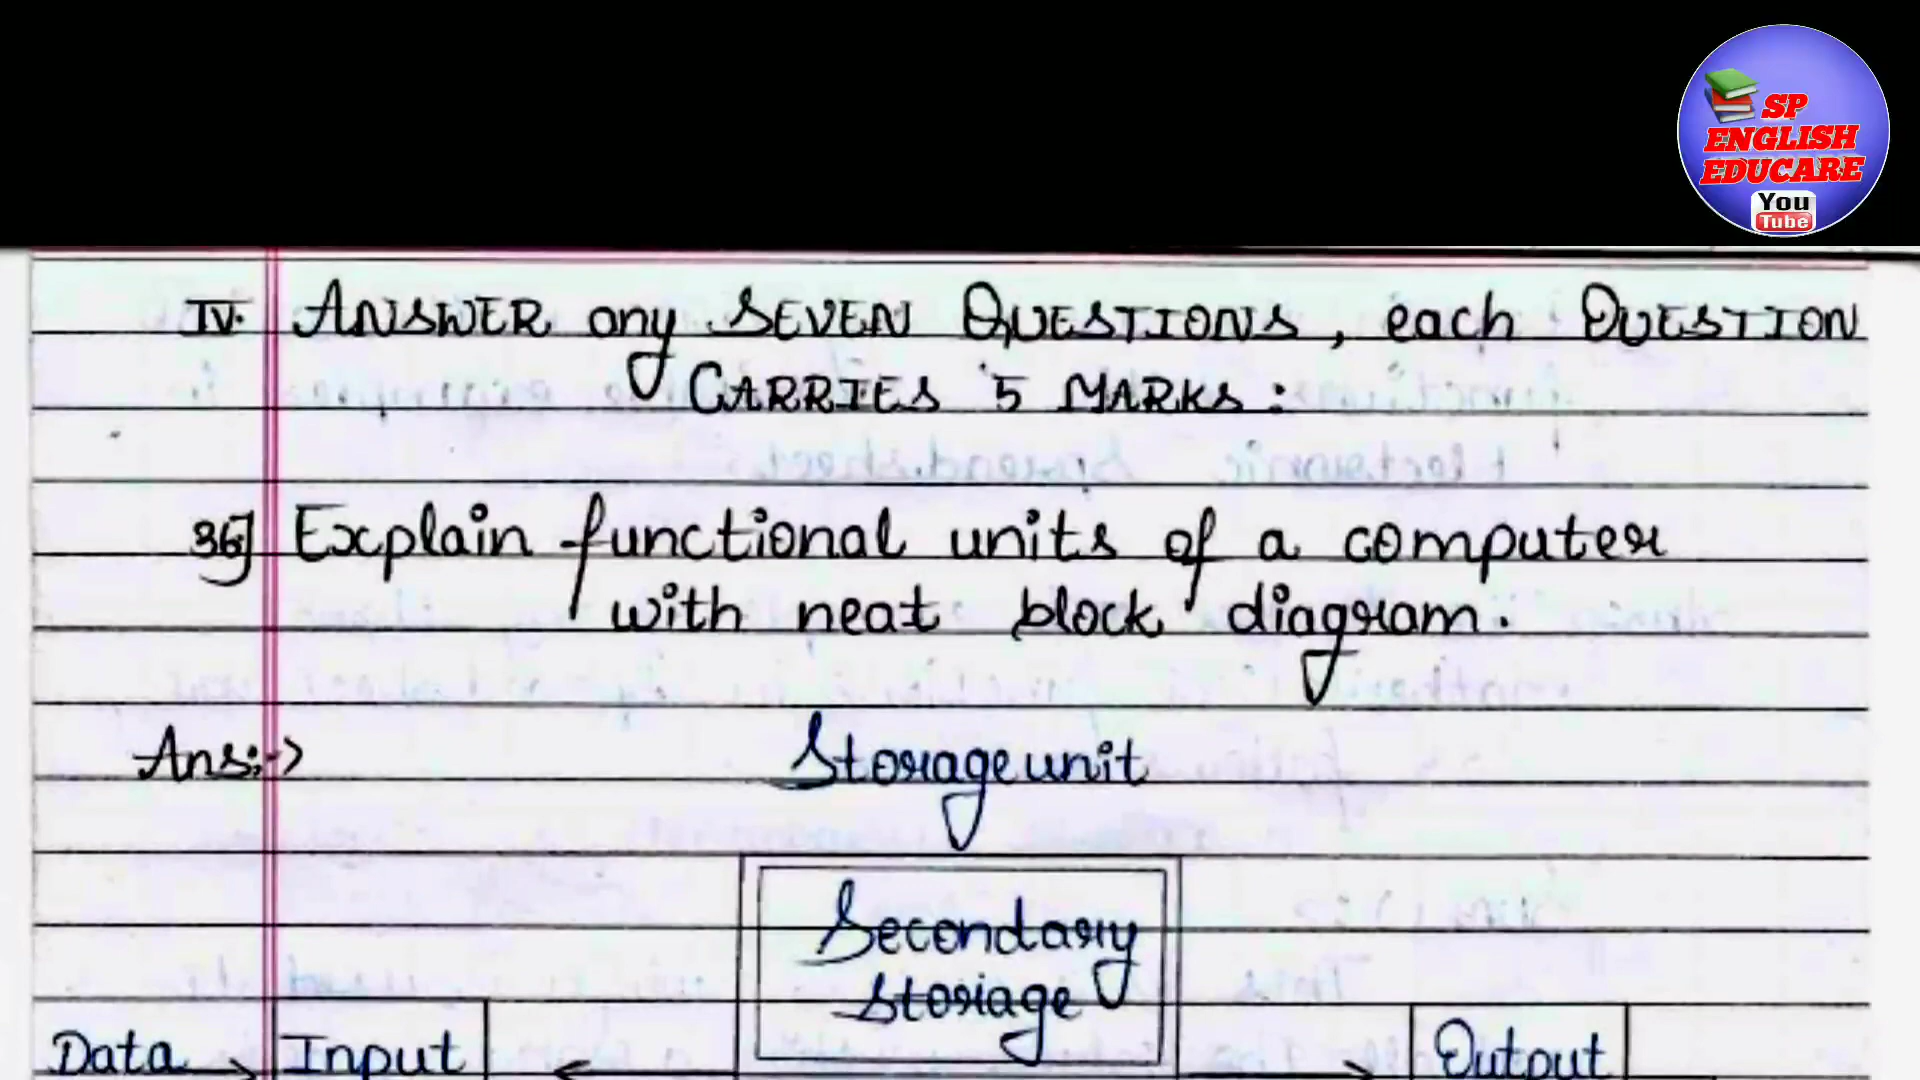 SP
ENGLISH
EDUCARE
You
Tube
IV. ANSWER any SEVEN QUESTIONS, each QUESTION
CARRIES 5 MARKS:
36] Explain functional units of a computer
with neat block diagram.
Ans:->
Storage unit
Secondary
storage
Data
Input
Output